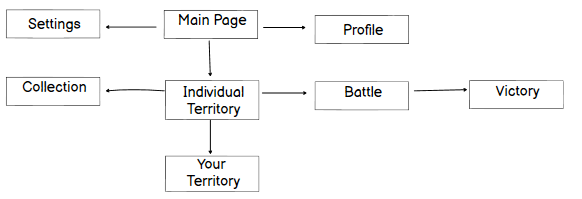 Settings
Main Page
Profile
Collection
Individual
Territory
Battle
Victory
Your
Territory